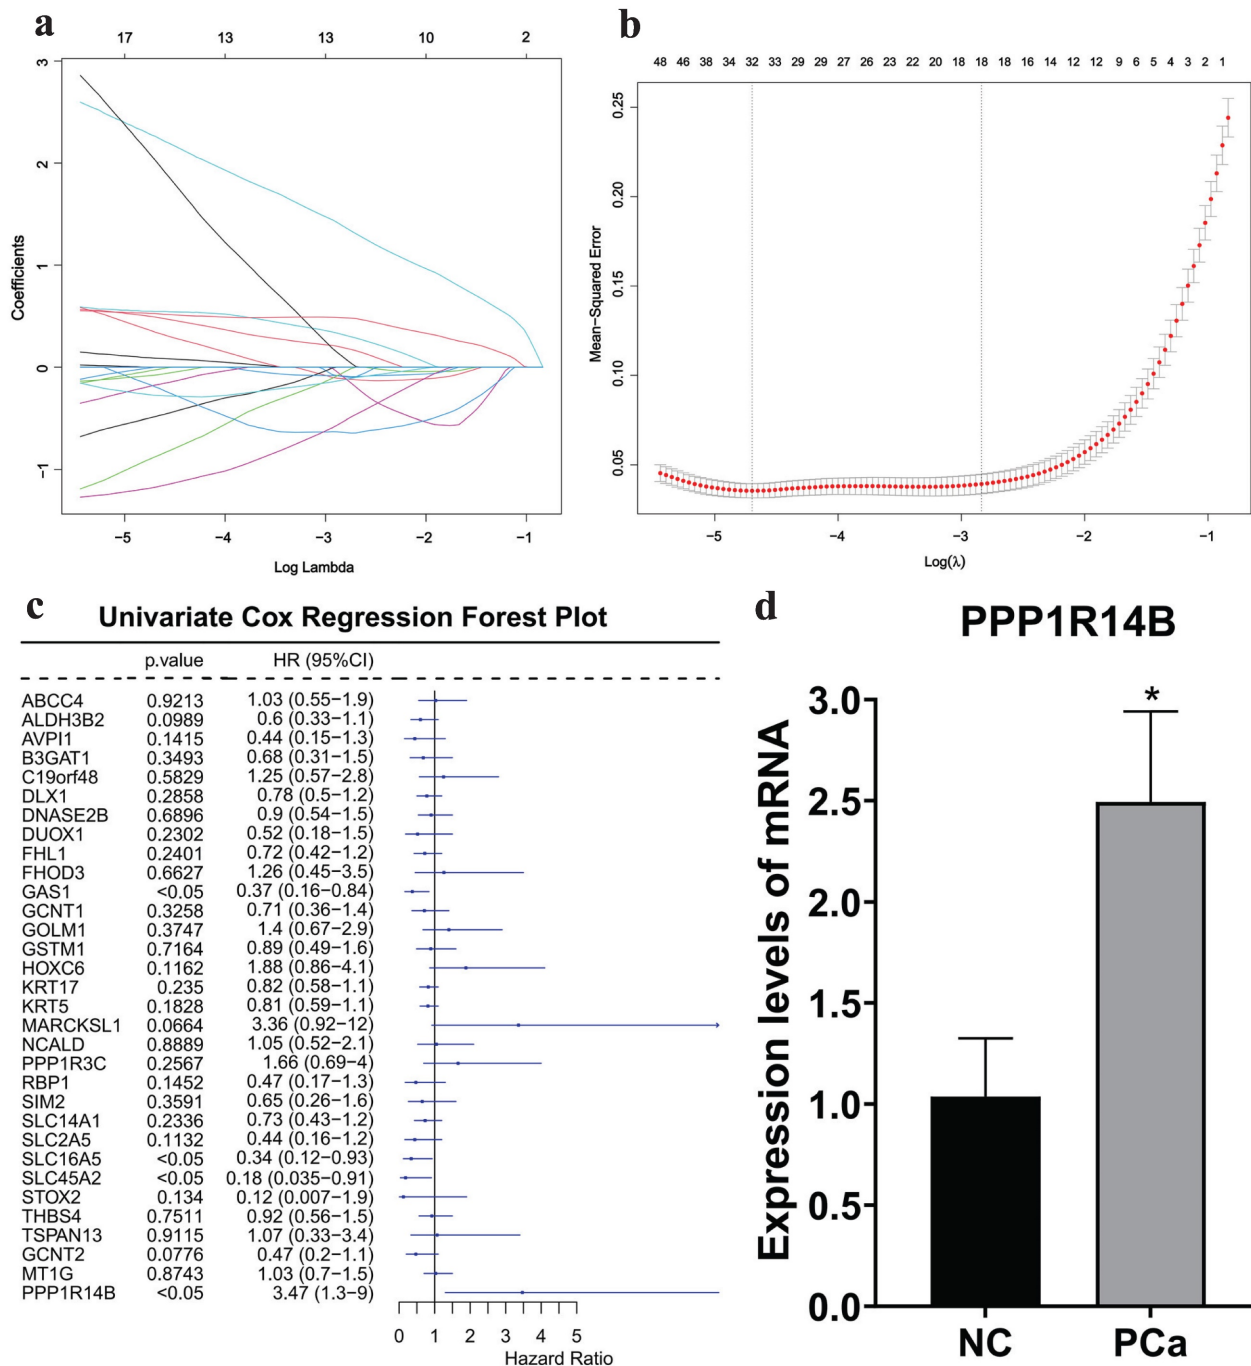 a
17 13 13 10 2
3
2
1
0
−1
Coefficients
−5 −4 −3 −2 −1
Log Lambda
b
48 46 38 34 32 33 29 29 27 26 23 22 20 18 18 18 16 14 12 12 9 6 5 4 3 2 1
0.25
0.20
0.15
0.10
0.05
Mean−Squared Error
−5 −4 −3 −2 −1
Log(λ)
c
Univariate Cox Regression Forest Plot
p.value HR (95%CI)
ABCC4 0.9213 1.03 (0.55−1.9)
ALDH3B2 0.0989 0.6 (0.33−1.1)
AVPI1 0.1415 0.44 (0.15−1.3)
B3GAT1 0.3493 0.68 (0.31−1.5)
C19orf48 0.5829 1.25 (0.57−2.8)
DLX1 0.2858 0.78 (0.5−1.2)
DNASE2B 0.6896 0.9 (0.54−1.5)
DUOX1 0.2302 0.52 (0.18−1.5)
FHL1 0.2401 0.72 (0.42−1.2)
FHOD3 0.6627 1.26 (0.45−3.5)
GAS1 <0.05 0.37 (0.16−0.84)
GCNT1 0.3258 0.71 (0.36−1.4)
GOLM1 0.3747 1.4 (0.67−2.9)
GSTM1 0.7164 0.89 (0.49−1.6)
HOXC6 0.1162 1.88 (0.86−4.1)
KRT17 0.235 0.82 (0.58−1.1)
KRT5 0.1828 0.81 (0.59−1.1)
MARCKSL1 0.0664 3.36 (0.92−12)
NCALD 0.8889 1.05 (0.52−2.1)
PPP1R3C 0.2567 1.66 (0.69−4)
RBP1 0.1452 0.47 (0.17−1.3)
SIM2 0.3591 0.65 (0.26−1.6)
SLC14A1 0.2336 0.73 (0.43−1.2)
SLC2A5 0.1132 0.44 (0.16−1.2)
SLC16A5 <0.05 0.34 (0.12−0.93)
SLC45A2 <0.05 0.18 (0.035−0.91)
STOX2 0.134 0.12 (0.007−1.9)
THBS4 0.7511 0.92 (0.56−1.5)
TSPAN13 0.9115 1.07 (0.33−3.4)
GCNT2 0.0776 0.47 (0.2−1.1)
MT1G 0.8743 1.03 (0.7−1.5)
PPP1R14B <0.05 3.47 (1.3−9)
0 1 2 3 4 5
Hazard Ratio
d
PPP1R14B
3.0
2.5
2.0
1.5
1.0
0.5
0.0
Expression levels of mRNA
*
NC PCa